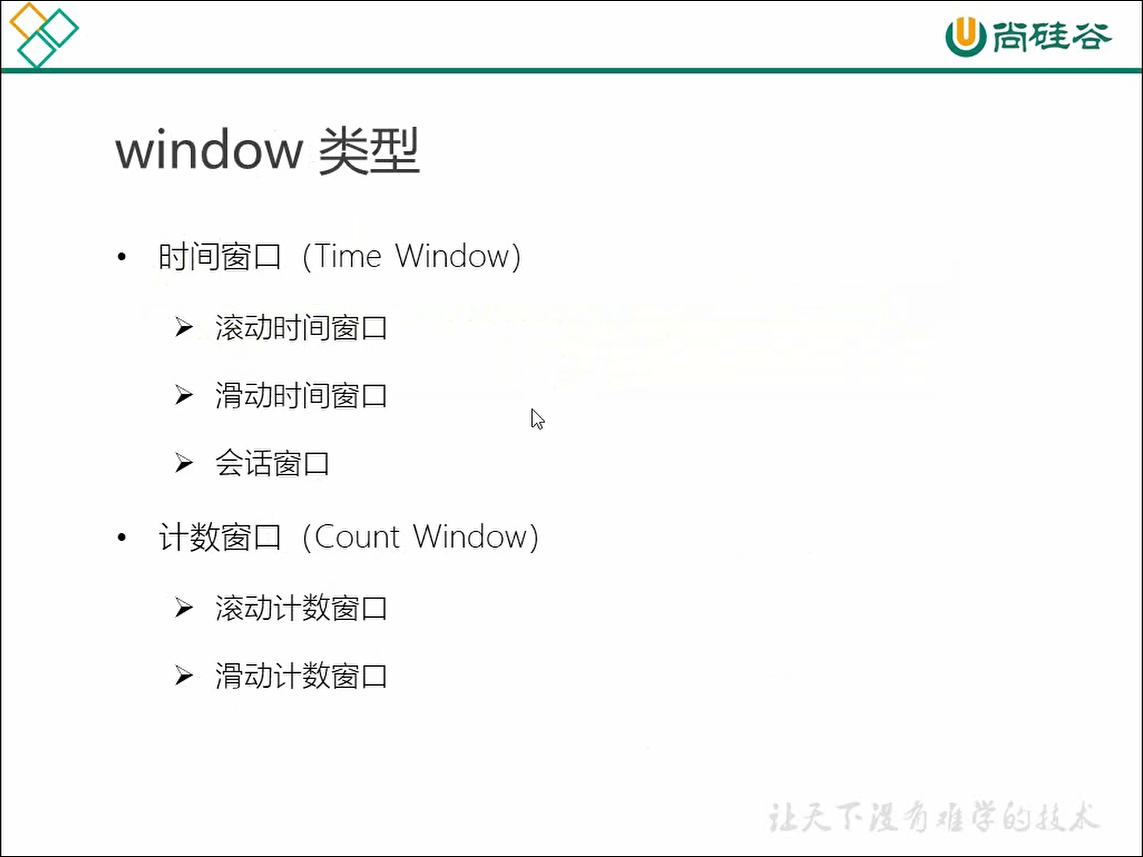 尚硅谷
window 类型
• 时间窗口（Time Window）
➢ 滚动时间窗口
➢ 滑动时间窗口
➢ 会话窗口
• 计数窗口（Count Window）
➢ 滚动计数窗口
➢ 滑动计数窗口
让天下没有难学的技术